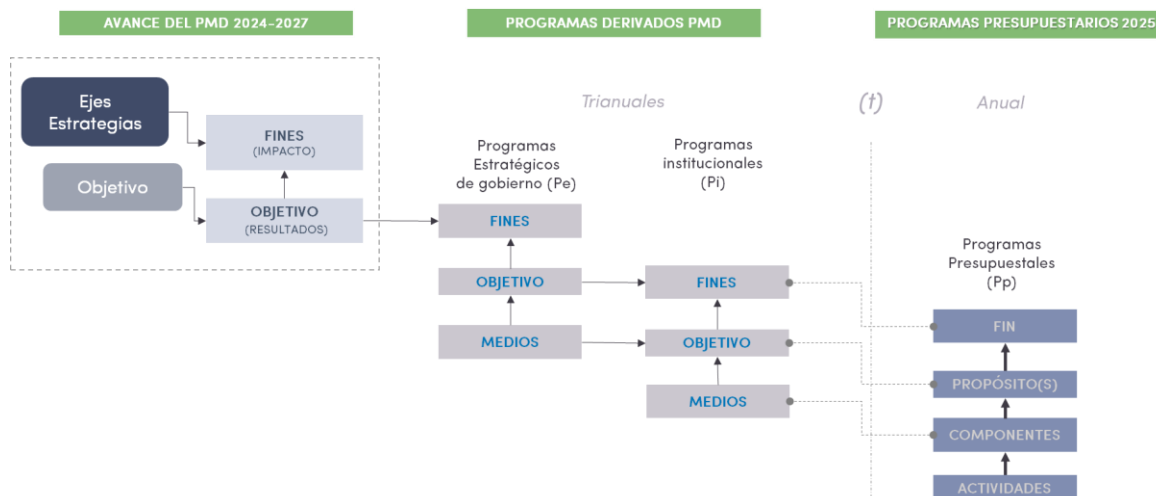 AVANCE DEL PMD 2024-2027
PROGRAMAS DERIVADOS PMD
PROGRAMAS PRESUPUESTARIOS 2025
Ejes
Estrategias
FINES
(IMPACTO)
Objetivo
OBJETIVO
(RESULTADOS)
Trianuales
(t)
Anual
Programas
Estratégicos
de gobierno (Pe)
Programas
institucionales
(Pi)
FINES
OBJETIVO
MEDIOS
FINES
OBJETIVO
MEDIOS
Programas
Presupuestales
(Pp)
FIN
PROPÓSITO(S)
COMPONENTES
ACTIVIDADES